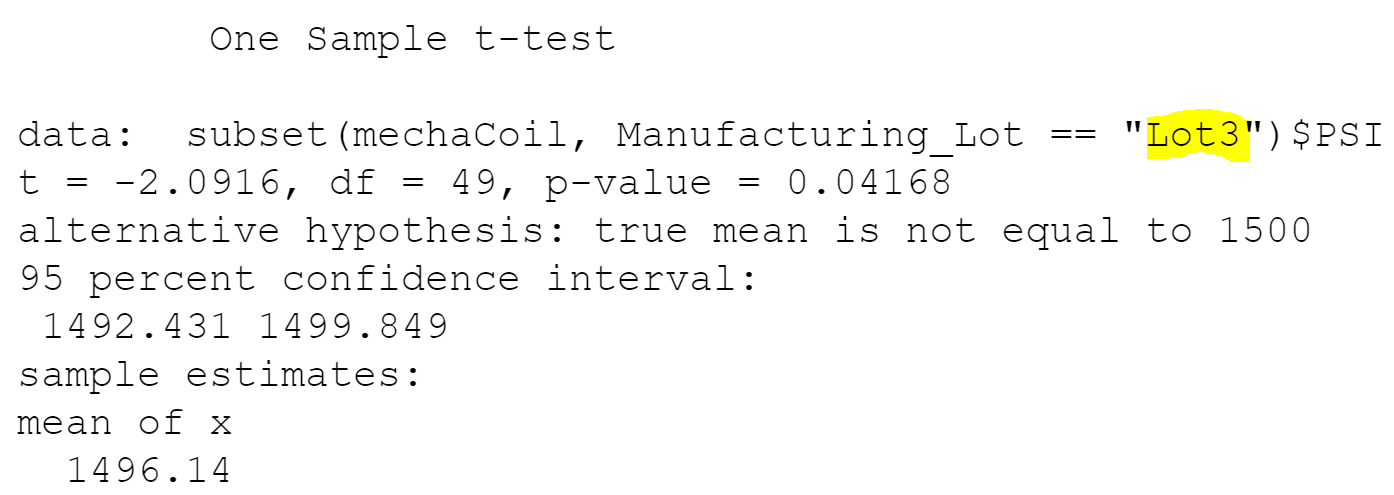 One Sample t-test
data:  subset(mechaCoil, Manufacturing_Lot == "Lot3")$PSI
t = -2.0916, df = 49, p-value = 0.04168
alternative hypothesis: true mean is not equal to 1500
95 percent confidence interval:
1492.431 1499.849
sample estimates:
mean of x
1496.14